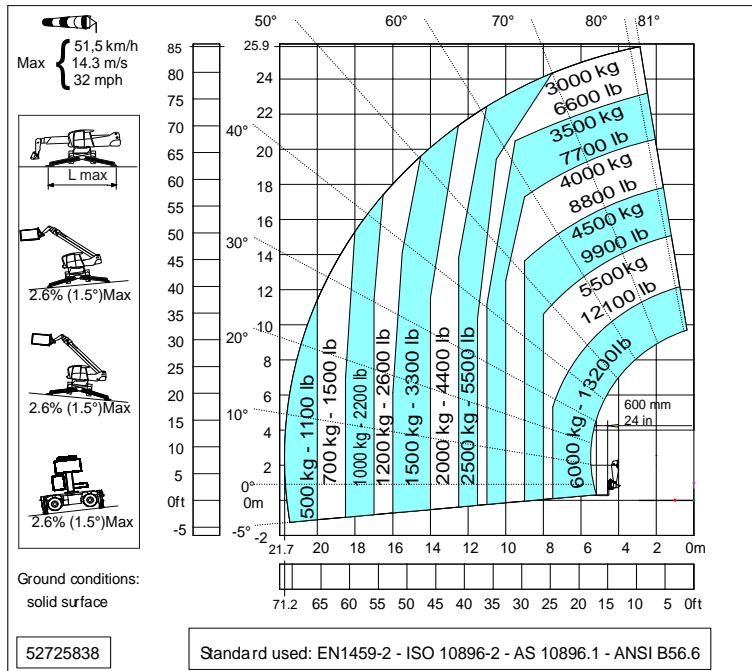 51,5 km/h
Max { 14.3 m/s
32 mph
L max
2.6% (1.5°)Max
2.6% (1.5°)Max
2.6% (1.5°)Max
Ground conditions:
solid surface
52725838
85
80
75
70
65
60
55
50
45
40
35
30
25
20
15
10
5
0ft
-5
25.9
24
22
20
18
16
14
12
10
8
6
4
2
0m
-2
-5°
0°
10°
20°
30°
40°
50°
60°
70°
80°
81°
3000 kg
6600 lb
3500 kg
7700 lb
4000 kg
8800 lb
4500 kg
9900 lb
5500kg
12100 lb
6000 kg - 13200lb
500 kg - 1100 lb
700 kg - 1500 lb
1000 kg - 2200 lb
1200 kg - 2600 lb
1500 kg - 3300 lb
2000 kg - 4400 lb
2500 kg - 5500 lb
600 mm
24 in
21.7 20 18 16 14 12 10 8 6 4 2 0m
71.2 65 60 55 50 45 40 35 30 25 20 15 10 5 0ft
Standard used: EN1459-2 - ISO 10896-2 - AS 10896.1 - ANSI B56.6